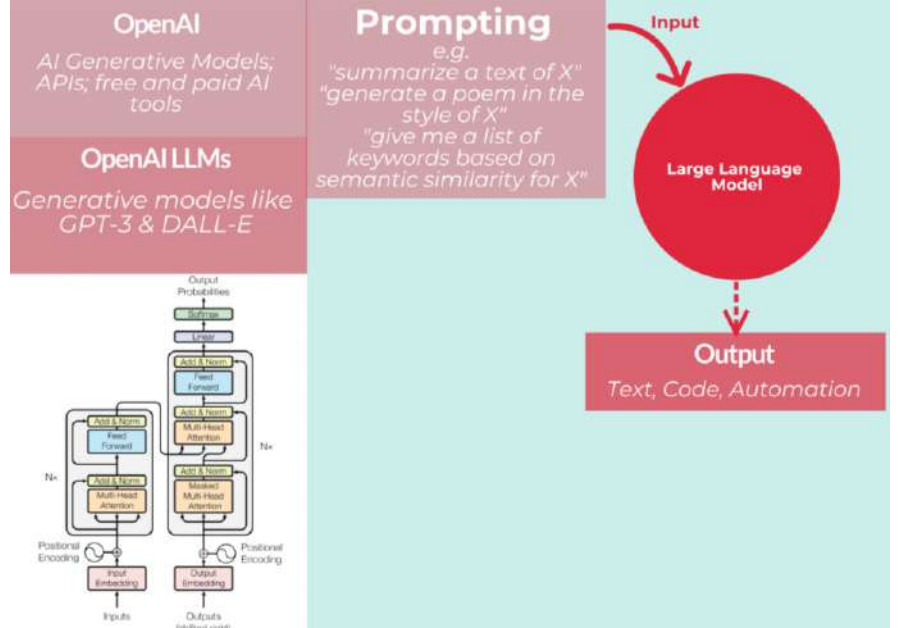 OpenAI
AI Generative Models;
APIs; free and paid AI
tools
OpenAI LLMs
Generative models like
GPT-3 & DALL-E
Prompting
e.g.
"summarize a text of X"
"generate a poem in the
style of X"
"give me a list of
keywords based on
semantic similarity for X"
Input
Large Language
Model
Output
Text, Code, Automation
Output
Probabilities
Softmax
Linear
Add & Norm
Feed
Forward
Add & Norm
Multi-Head
Attention
Nx
Add & Norm
Masked
Multi-Head
Attention
Add & Norm
Feed
Forward
Nx
Add & Norm
Multi-Head
Attention
Positional
Encoding
Positional
Encoding
Input
Embedding
Output
Embedding
Inputs
Outputs
(shifted right)